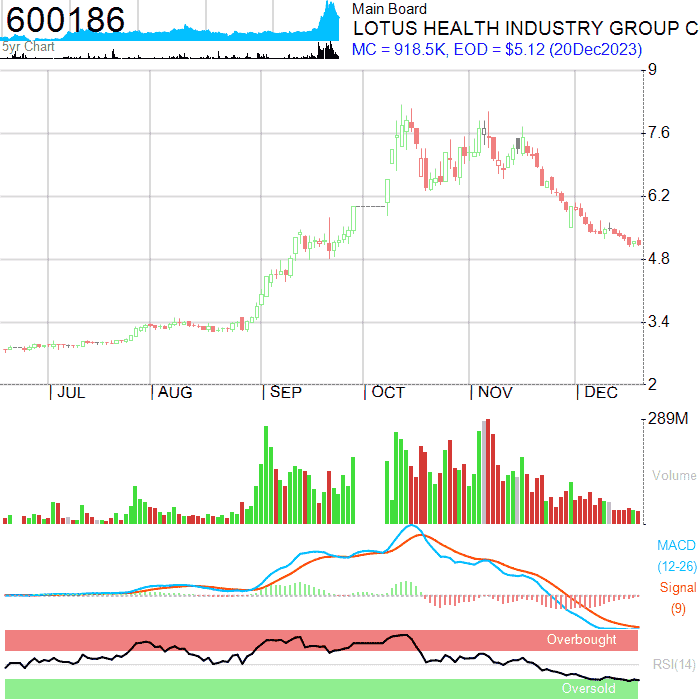 600186
5yr Chart
Main Board
LOTUS HEALTH INDUSTRY GROUP C
MC = 918.5K, EOD = $5.12 (20Dec2023)
9
7.6
6.2
4.8
3.4
2
JUL AUG SEP OCT NOV DEC
289M
Volume
MACD
(12-26)
Signal
(9)
Overbought
RSI(14)
Oversold